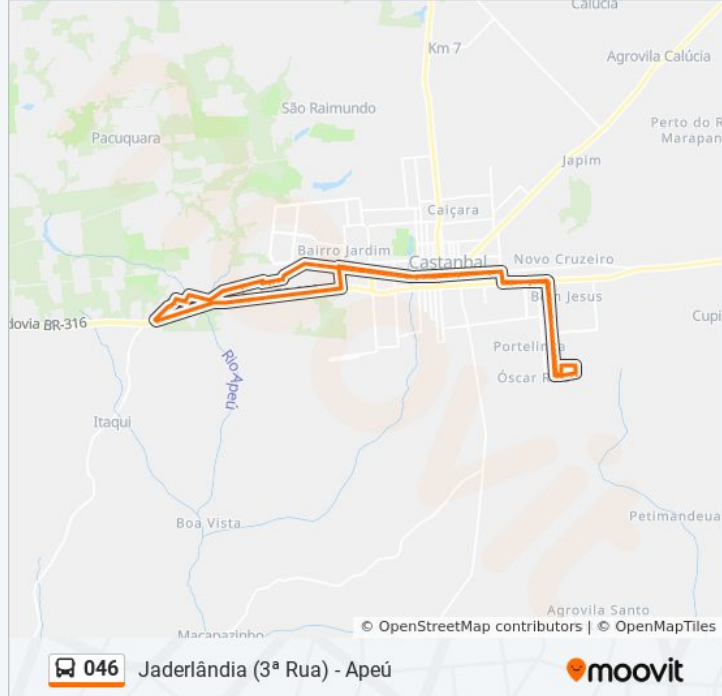 Calúcia
Km 7
Agrovila Calúcia
São Raimundo
Pacuquara
Perto do R
Marapan
Japim
Caiçara
Bairro Jardim
Castanhal
Novo Cruzeiro
Bom Jesus
dovia BR-316
Cupi
Portelinha
Rio Apeú
Óscar R
Itaqui
Boa Vista
Petimandeua
Agrovila Santo
Macapazinho
© OpenStreetMap contributors | © OpenMapTiles
046 Jaderlândia (3ª Rua) - Apeú
moovit